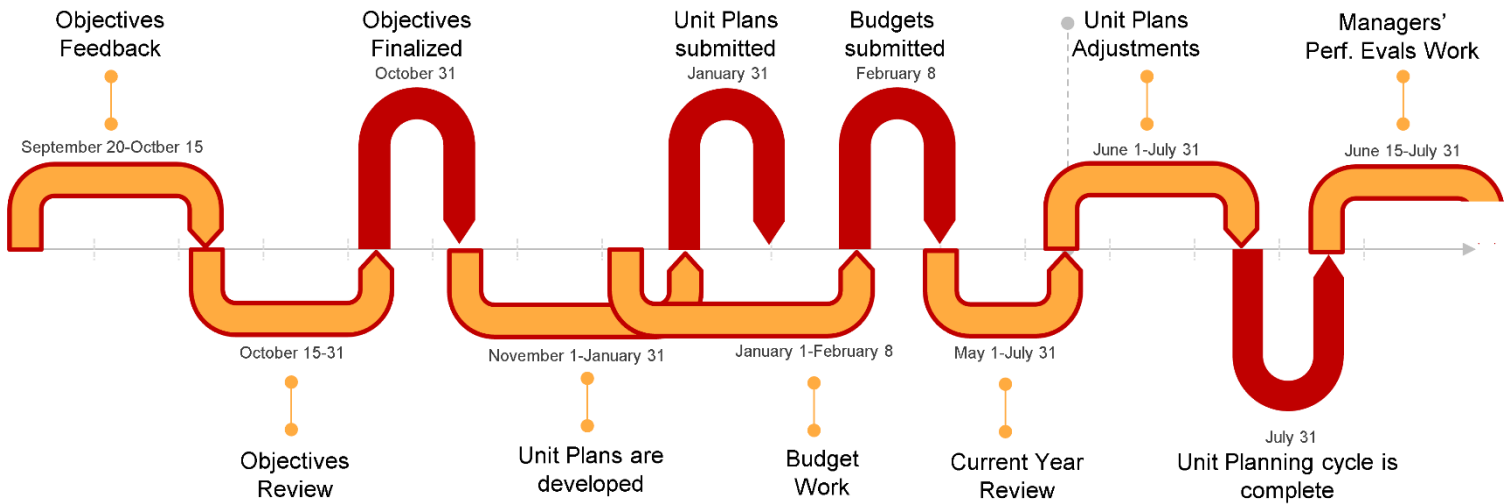 Objectives
Feedback
September 20-Octber 15
Objectives
Review
October 15-31
Objectives
Finalized
October 31
Unit Plans are
developed
November 1-January 31
Unit Plans
submitted
January 31
Budget
Work
January 1-February 8
Budgets
submitted
February 8
Current Year
Review
May 1-July 31
Unit Plans
Adjustments
June 1-July 31
Unit Planning cycle is
complete
July 31
Managers’
Perf. Evals Work
June 15-July 31